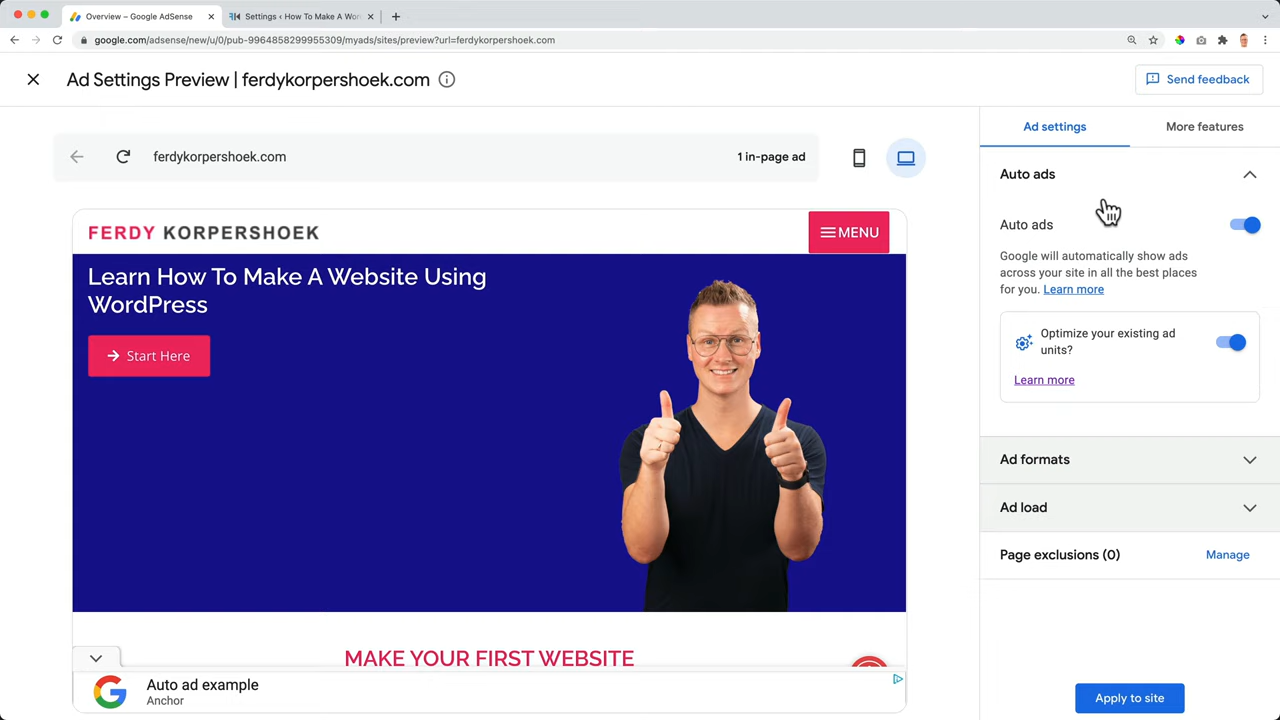 Overview – Google AdSense
Settings ‹ How To Make A Wor
google.com/adsense/new/u/0/pub-9964858299955309/myads/sites/preview?url=ferdykorpershoek.com
Ad Settings Preview | ferdykorpershoek.com
Send feedback
Ad settings
More features
ferdykorpershoek.com
1 in-page ad
FERDY KORPERSHOEK
MENU
Learn How To Make A Website Using
WordPress
Start Here
MAKE YOUR FIRST WEBSITE
Auto ad example
Anchor
Auto ads
Auto ads
Google will automatically show ads
across your site in all the best places
for you. Learn more
Optimize your existing ad
units?
Learn more
Ad formats
Ad load
Page exclusions (0)
Manage
Apply to site